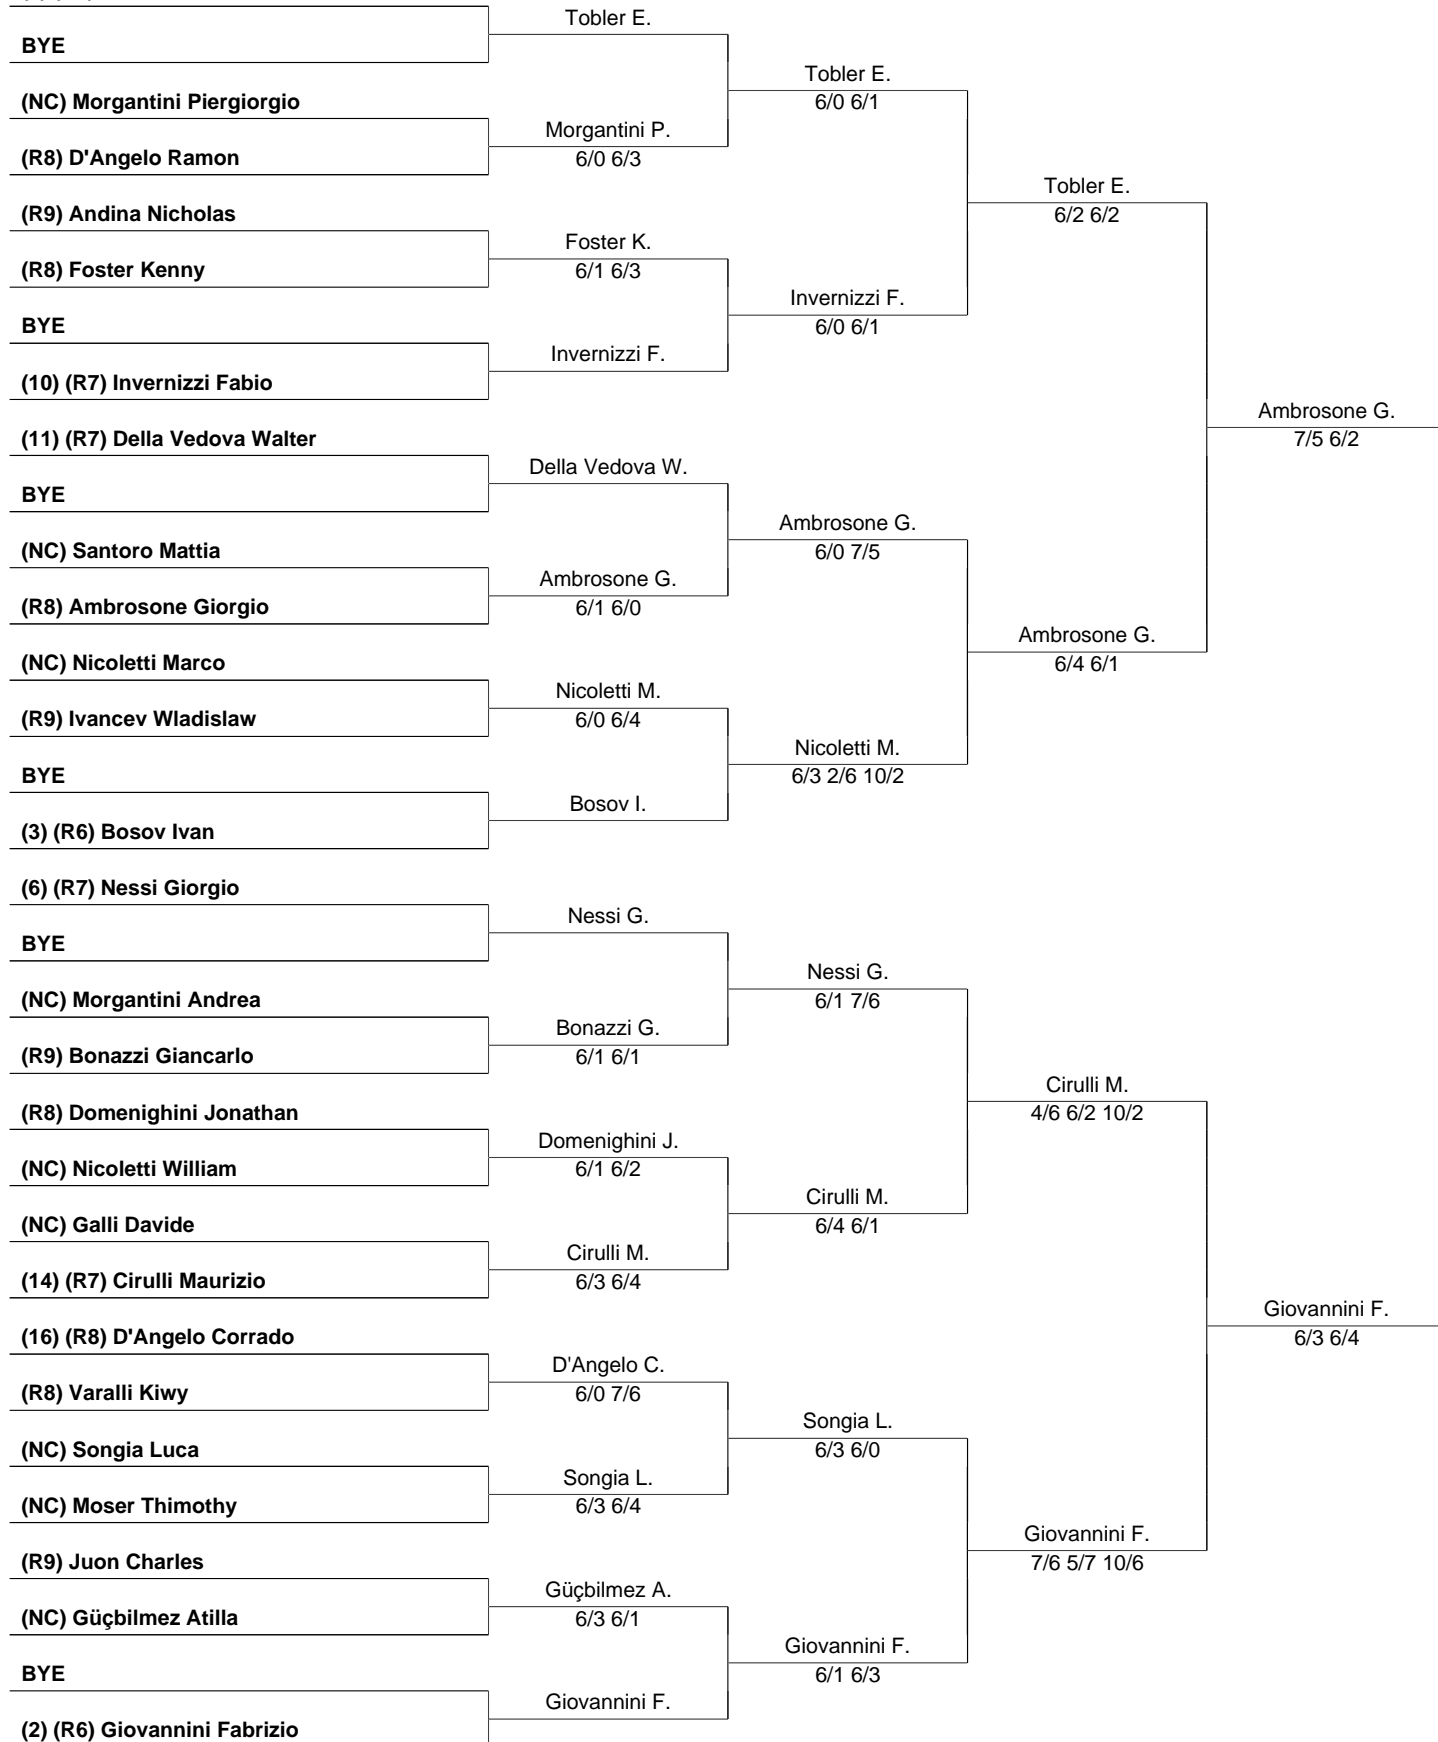 BYE
(NC) Morgantini Piergiorgio
(R8) D'Angelo Ramon
(R9) Andina Nicholas
(R8) Foster Kenny
BYE
(10) (R7) Invernizzi Fabio
(11) (R7) Della Vedova Walter
BYE
(NC) Santoro Mattia
(R8) Ambrosone Giorgio
(NC) Nicoletti Marco
(R9) Ivancev Wladislaw
BYE
(3) (R6) Bosov Ivan
(6) (R7) Nessi Giorgio
BYE
(NC) Morgantini Andrea
(R9) Bonazzi Giancarlo
(R8) Domenighini Jonathan
(NC) Nicoletti William
(NC) Galli Davide
(14) (R7) Cirulli Maurizio
(16) (R8) D'Angelo Corrado
(R8) Varalli Kiwy
(NC) Songia Luca
(NC) Moser Thimothy
(R9) Juon Charles
(NC) Güçbilmez Atilla
BYE
(2) (R6) Giovannini Fabrizio
Tobler E.
Morgantini P.
6/0 6/3
Foster K.
6/1 6/3
Invernizzi F.
Della Vedova W.
Ambrosone G.
6/1 6/0
Nicoletti M.
6/0 6/4
Bosov I.
Nessi G.
Bonazzi G.
6/1 6/1
Domenighini J.
6/1 6/2
Cirulli M.
6/3 6/4
D'Angelo C.
6/0 7/6
Songia L.
6/3 6/4
Güçbilmez A.
6/3 6/1
Giovannini F.
Tobler E.
6/0 6/1
Invernizzi F.
6/0 6/1
Ambrosone G.
6/0 7/5
Nicoletti M.
6/3 2/6 10/2
Nessi G.
6/1 7/6
Cirulli M.
6/4 6/1
Songia L.
6/3 6/0
Giovannini F.
6/1 6/3
Tobler E.
6/2 6/2
Ambrosone G.
6/4 6/1
Cirulli M.
4/6 6/2 10/2
Giovannini F.
7/6 5/7 10/6
Ambrosone G.
7/5 6/2
Giovannini F.
6/3 6/4